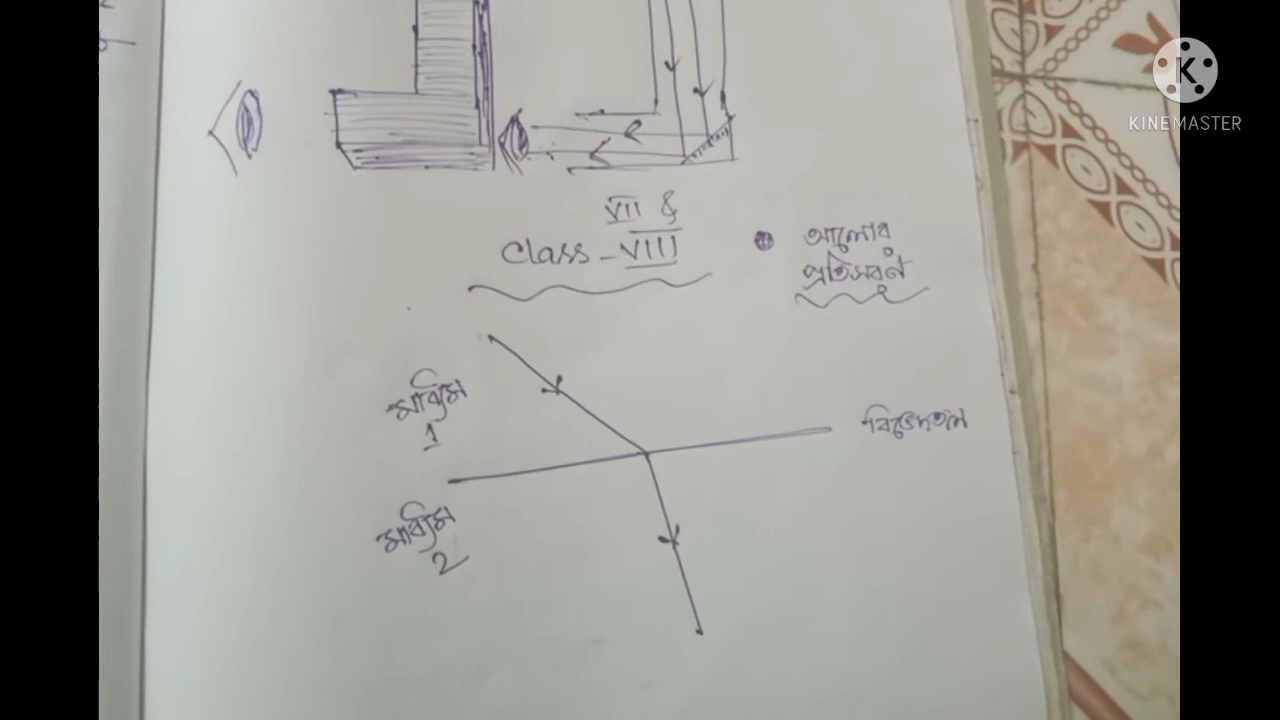 K
KINEMASTER
VII &
Class - VIII
আলোর
প্রতিসরণ
মাধ্যম
1
বিভেদতল
মাধ্যম
2